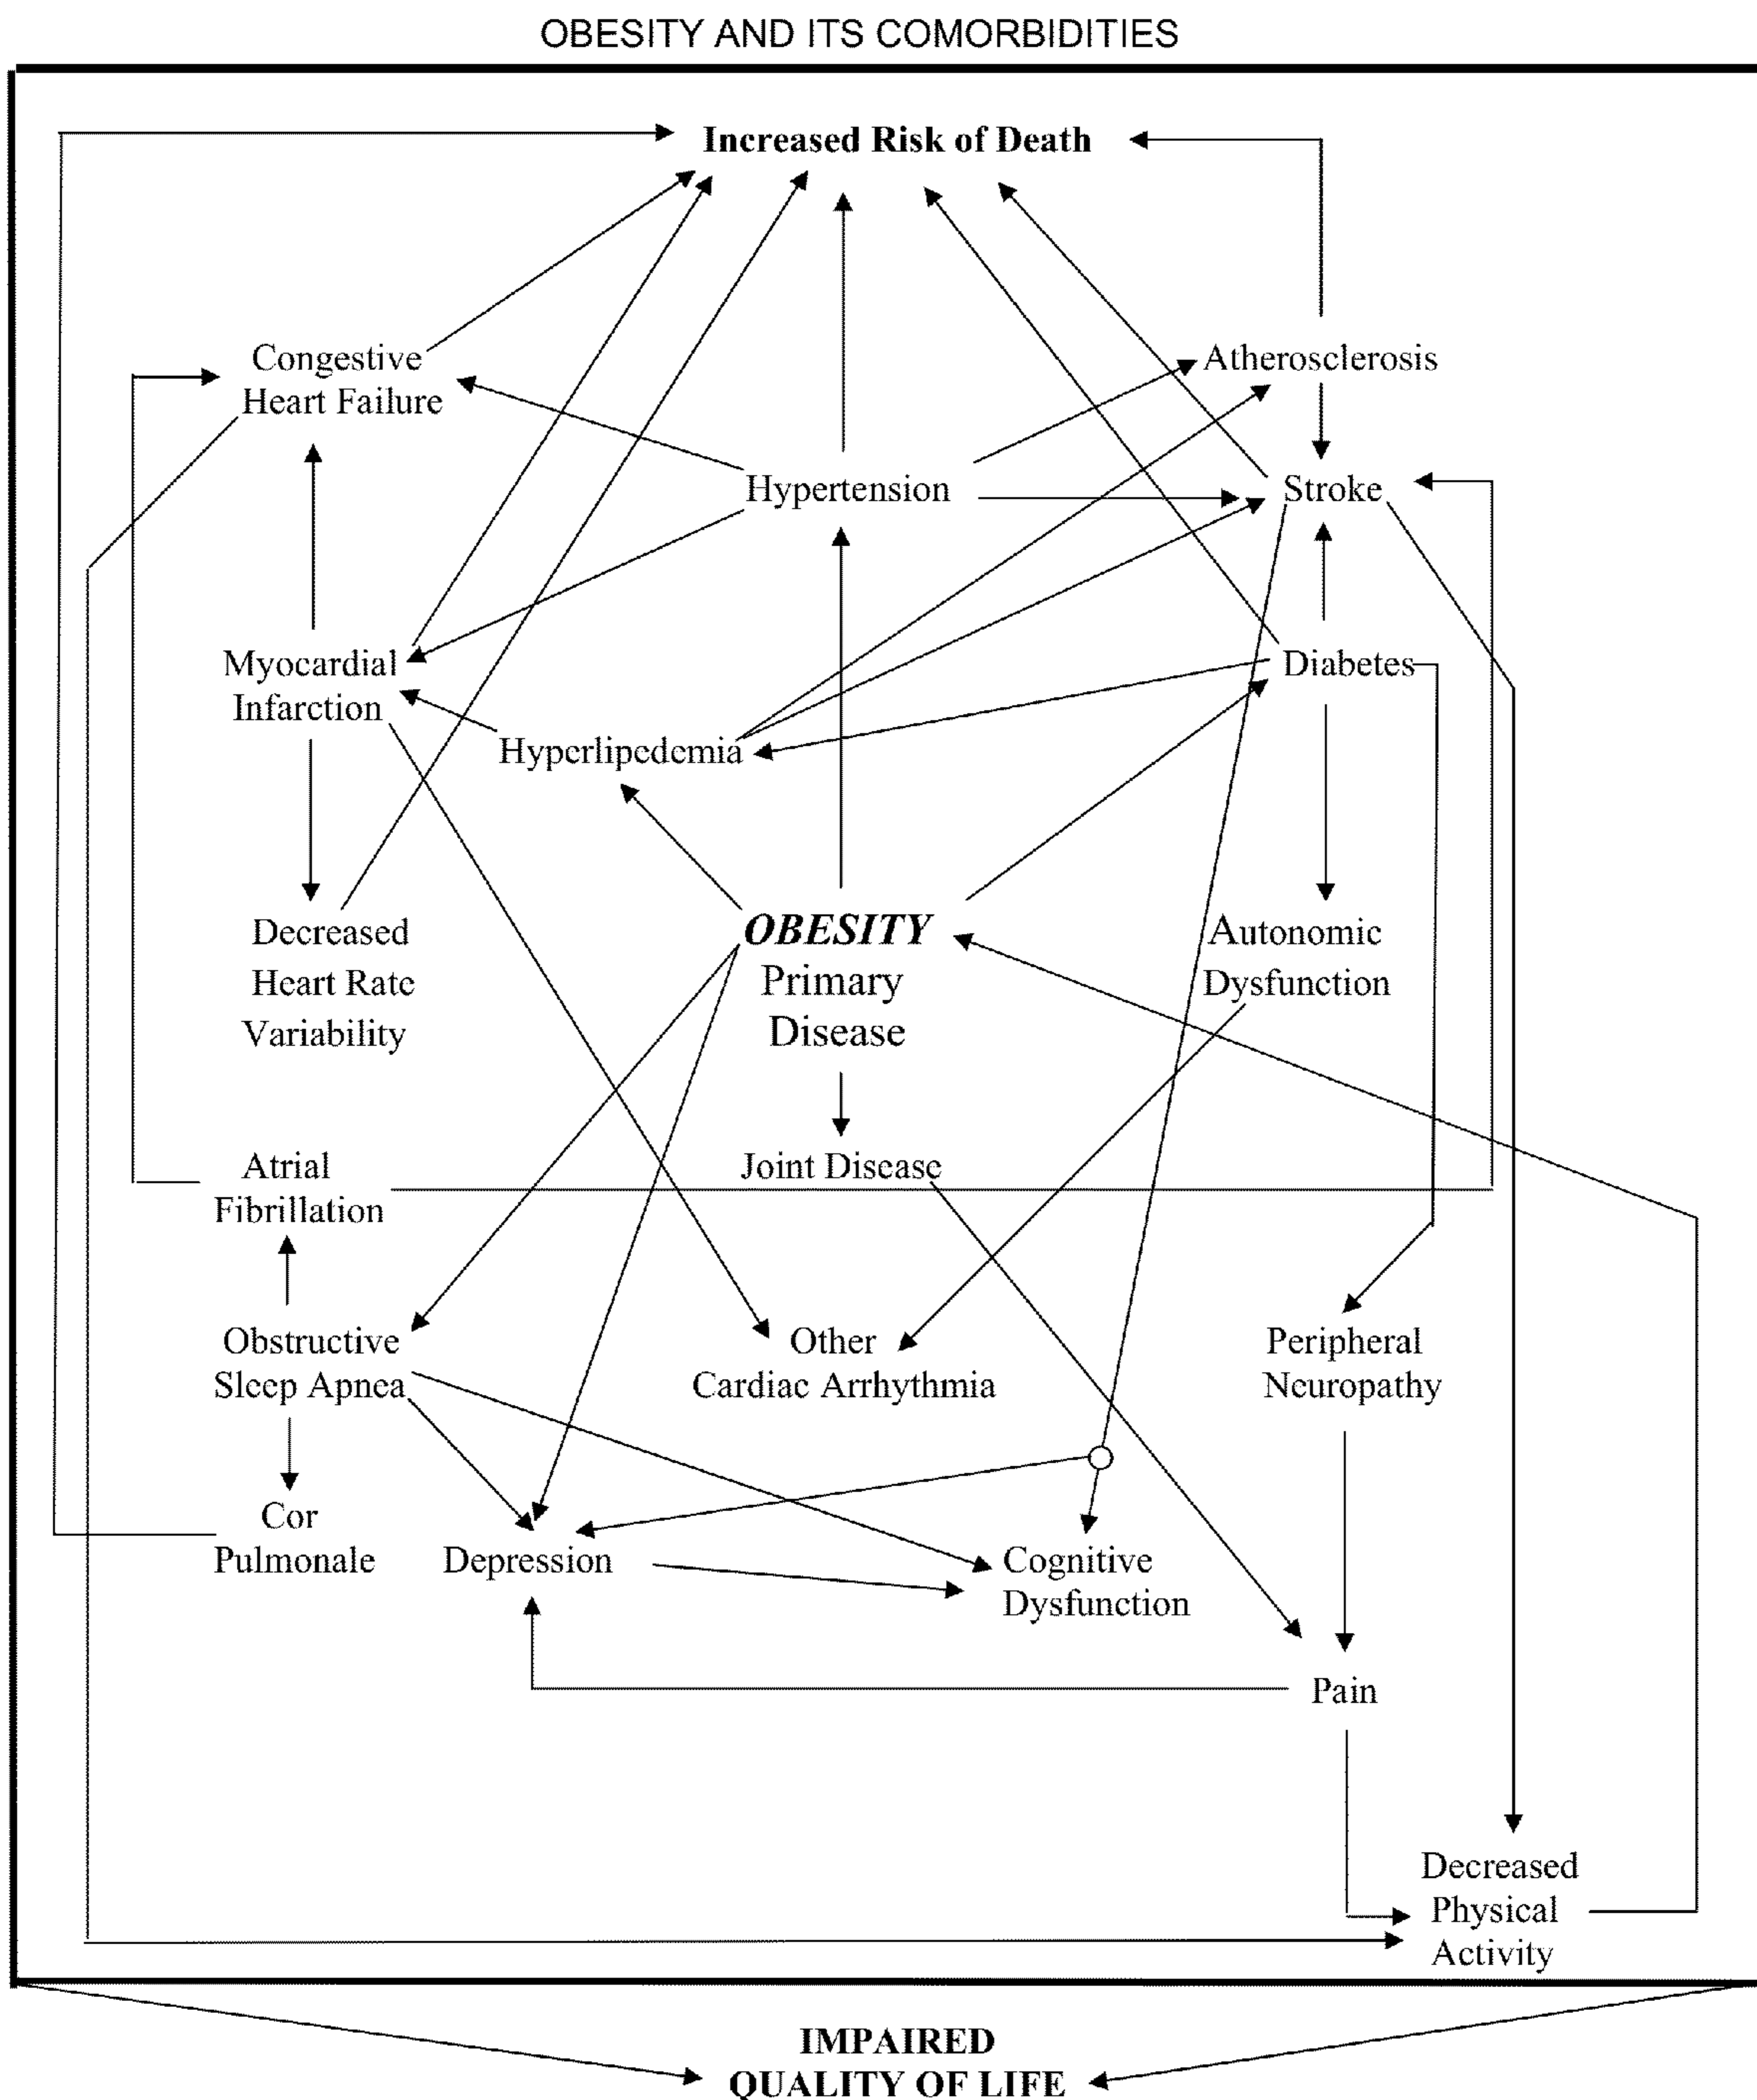 OBESITY AND ITS COMORBIDITIES
Increased Risk of Death
Congestive
Heart Failure
Atherosclerosis
Hypertension
Stroke
Myocardial
Infarction
Diabetes
Hyperlipedemia
Decreased
Heart Rate
Variability
OBESITY
Primary
Disease
Autonomic
Dysfunction
Atrial
Fibrillation
Joint Disease
Obstructive
Sleep Apnea
Other
Cardiac Arrhythmia
Peripheral
Neuropathy
Cor
Pulmonale
Depression
Cognitive
Dysfunction
Pain
Decreased
Physical
Activity
IMPAIRED
QUALITY OF LIFE